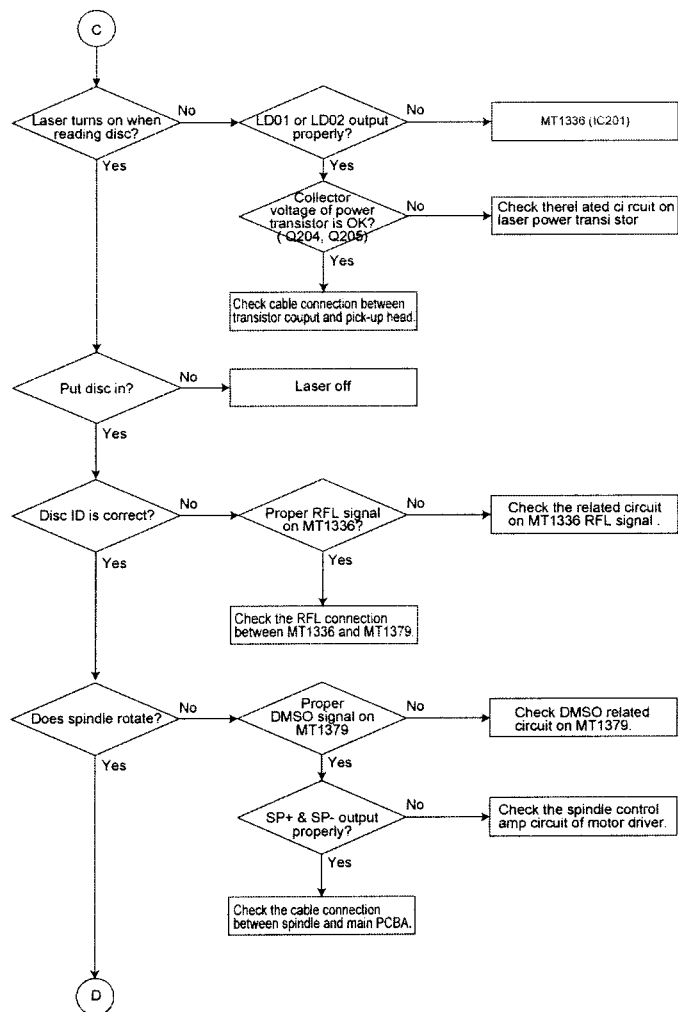 C
Laser turns on when
reading disc?
No
LD01 or LD02 output
properly?
No
MT1336 (IC201)
Yes
Yes
Collector
voltage of power
transistor is OK?
( Q204, Q205)
No
Check therel ated ci rcuit on
laser power transi stor
Yes
Check cable connection between
transistor couput and pick-up head.
Put disc in?
No
Laser off
Yes
Disc ID is correct?
No
Proper RFL signal
on MT1336?
No
Check the related circuit
on MT1336 RFL signal .
Yes
Yes
Check the RFL connection
between MT1336 and MT1379.
Does spindle rotate?
No
Proper
DMSO signal on
MT1379
No
Check DMSO related
circuit on MT1379.
Yes
Yes
SP+ & SP- output
properly?
No
Check the spindle control
amp circuit of motor driver.
Yes
Check the cable connection
between spindle and main PCBA.
D